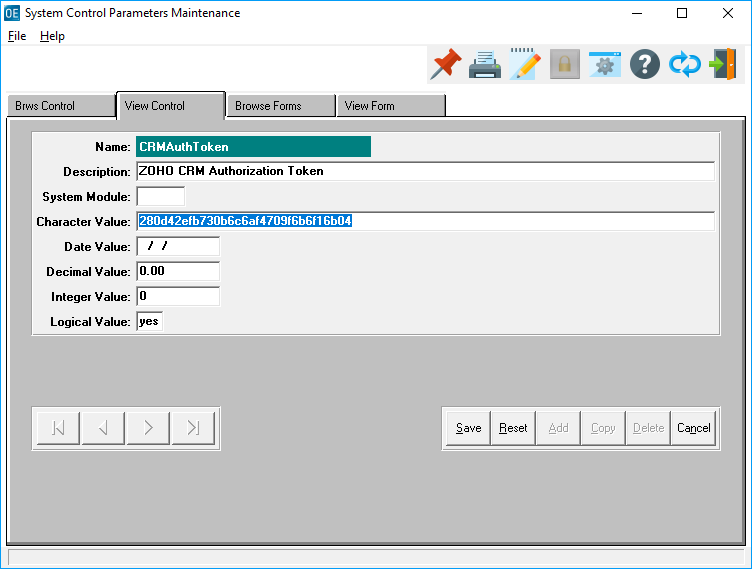 OE System Control Parameters Maintenance
File Help
Brws Control View Control Browse Forms View Form
Name: CRMAuthToken
Description: ZOHO CRM Authorization Token
System Module:
Character Value: 280d42efb730b6c6af4709f6b6f16b04
Date Value: / /
Decimal Value: 0.00
Integer Value: 0
Logical Value: yes
Save Reset Add Copy Delete Cancel